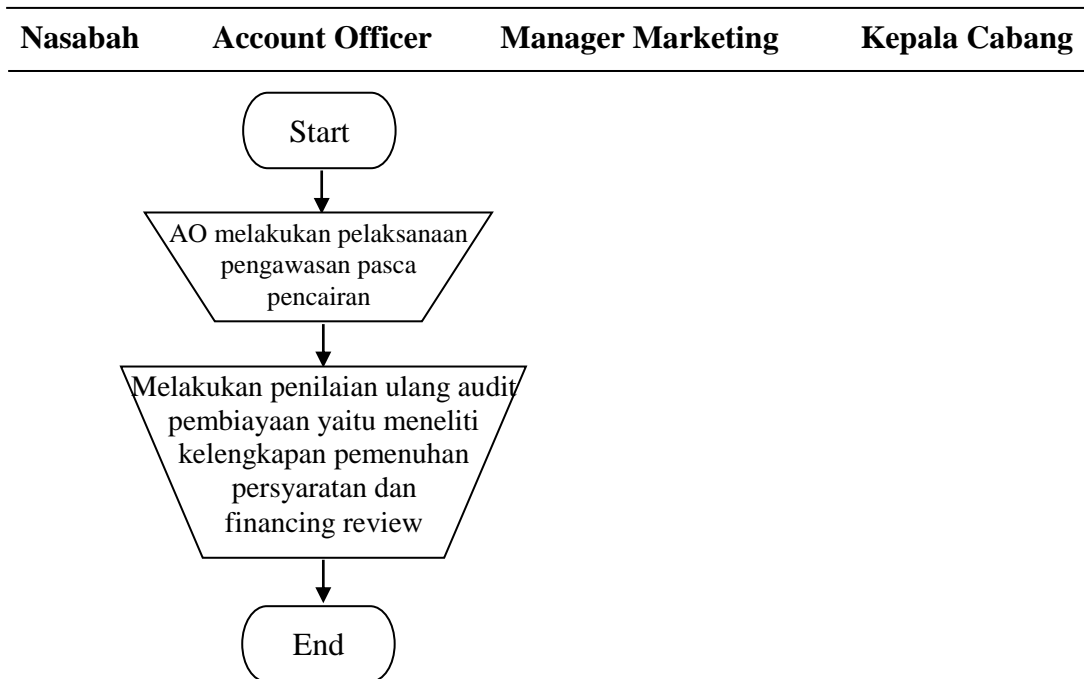 Nasabah Account Officer Manager Marketing Kepala Cabang
Start
AO melakukan pelaksanaan
pengawasan pasca
pencairan
Melakukan penilaian ulang audit
pembiayaan yaitu meneliti
kelengkapan pemenuhan
persyaratan dan
financing review
End